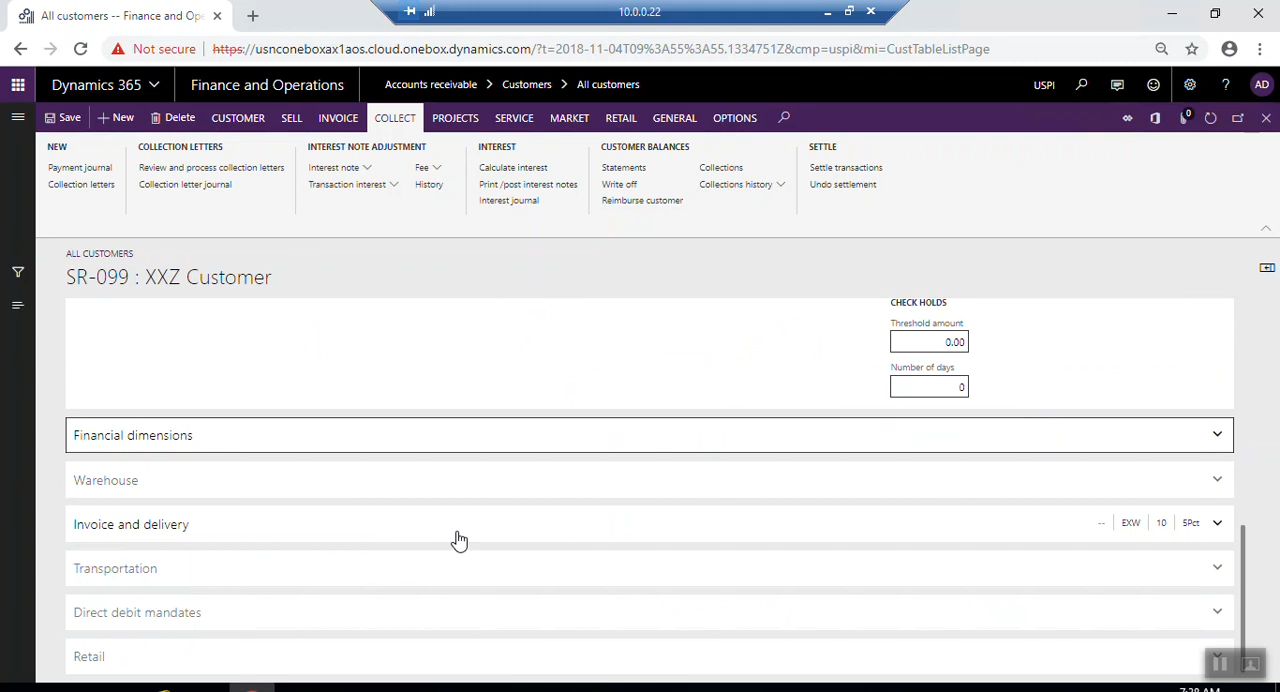 All customers -- Finance and Ope
10.0.0.22
Not secure
https://usnconeboxax1aos.cloud.onebox.dynamics.com/?t=2018-11-04T09%3A55%3A55.1334751Z&cmp=uspi&mi=CustTableListPage
Dynamics 365
Finance and Operations
Accounts receivable > Customers > All customers
USPI
?
AD
Save
New
Delete
CUSTOMER
SELL
INVOICE
COLLECT
PROJECTS
SERVICE
MARKET
RETAIL
GENERAL
OPTIONS
0
NEW
Payment journal
Collection letters
COLLECTION LETTERS
Review and process collection letters
Collection letter journal
INTEREST NOTE ADJUSTMENT
Interest note
Transaction interest
Fee
History
INTEREST
Calculate interest
Print /post interest notes
Interest journal
CUSTOMER BALANCES
Statements
Write off
Reimburse customer
Collections
Collections history
SETTLE
Settle transactions
Undo settlement
ALL CUSTOMERS
SR-099 : XXZ Customer
CHECK HOLDS
Threshold amount
0.00
Number of days
0
Financial dimensions
Warehouse
Invoice and delivery
-- | EXW | 10 | 5Pct
Transportation
Direct debit mandates
Retail
7:28 AM